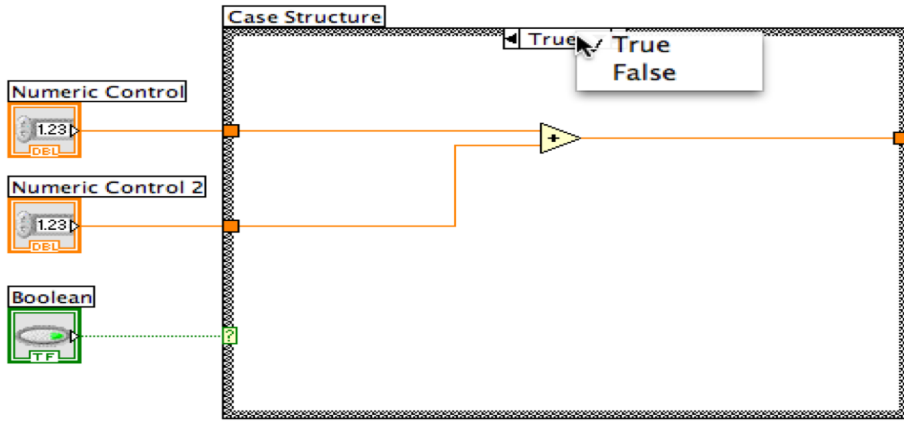 Case Structure
True
True
False
Numeric Control
1.23
DBL
+
Numeric Control 2
1.23
DBL
Boolean
?
TF